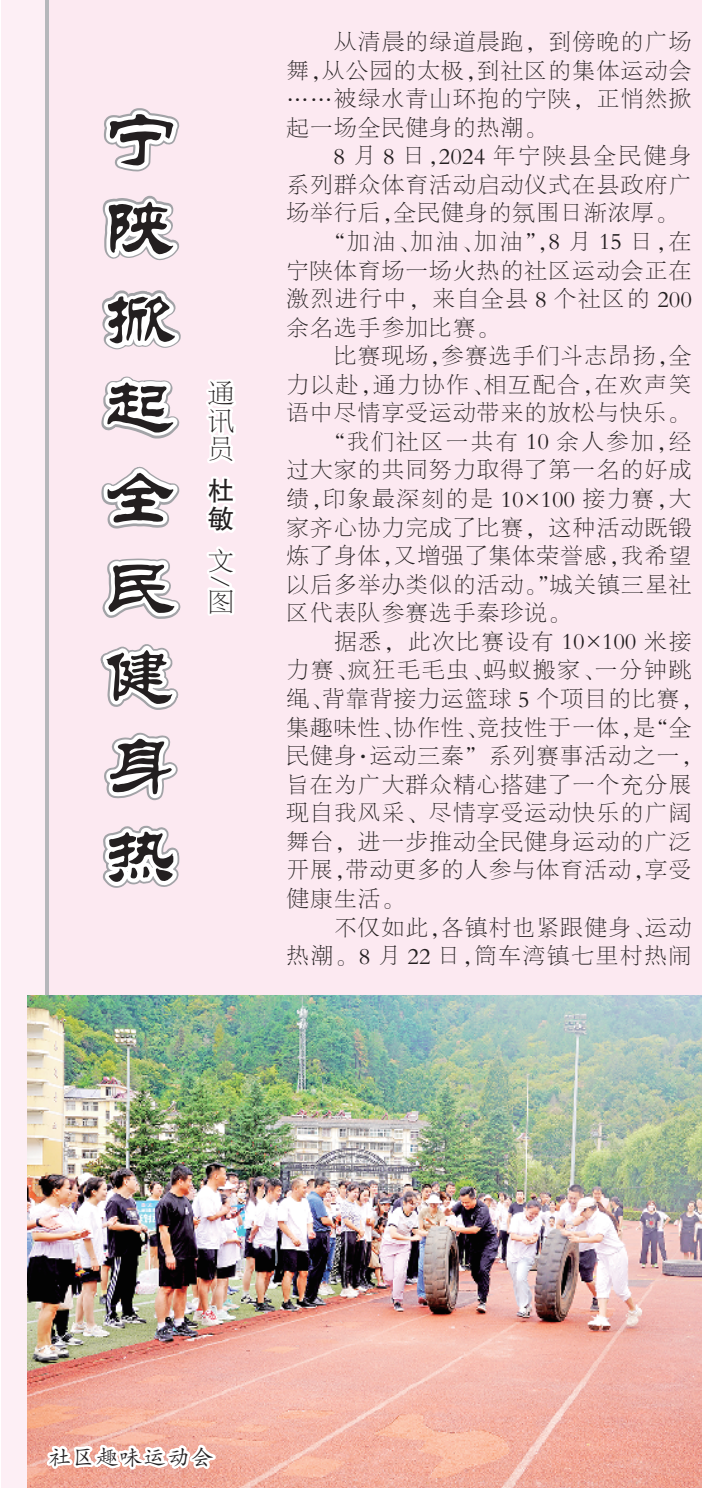 宁陕掀起全民健身热
通讯员 杜敏 文/图
从清晨的绿道晨跑，到傍晚的广场
舞,从公园的太极,到社区的集体运动会
……被绿水青山环抱的宁陕，正悄然掀
起一场全民健身的热潮。
8 月 8 日,2024 年宁陕县全民健身
系列群众体育活动启动仪式在县政府广
场举行后,全民健身的氛围日渐浓厚。
“加油、加油、加油”,8 月 15 日,在
宁陕体育场一场火热的社区运动会正在
激烈进行中，来自全县 8 个社区的 200
余名选手参加比赛。
比赛现场,参赛选手们斗志昂扬,全
力以赴,通力协作、相互配合,在欢声笑
语中尽情享受运动带来的放松与快乐。
“我们社区一共有 10 余人参加,经
过大家的共同努力取得了第一名的好成
绩,印象最深刻的是 10×100 接力赛,大
家齐心协力完成了比赛，这种活动既锻
炼了身体,又增强了集体荣誉感,我希望
以后多举办类似的活动。”城关镇三星社
区代表队参赛选手秦珍说。
据悉，此次比赛设有 10×100 米接
力赛、疯狂毛毛虫、蚂蚁搬家、一分钟跳
绳、背靠背接力运篮球 5 个项目的比赛，
集趣味性、协作性、竞技性于一体,是“全
民健身·运动三秦”系列赛事活动之一，
旨在为广大群众精心搭建了一个充分展
现自我风采、尽情享受运动快乐的广阔
舞台，进一步推动全民健身运动的广泛
开展,带动更多的人参与体育活动,享受
健康生活。
不仅如此,各镇村也紧跟健身、运动
热潮。8 月 22 日,筒车湾镇七里村热闹
社区趣味运动会